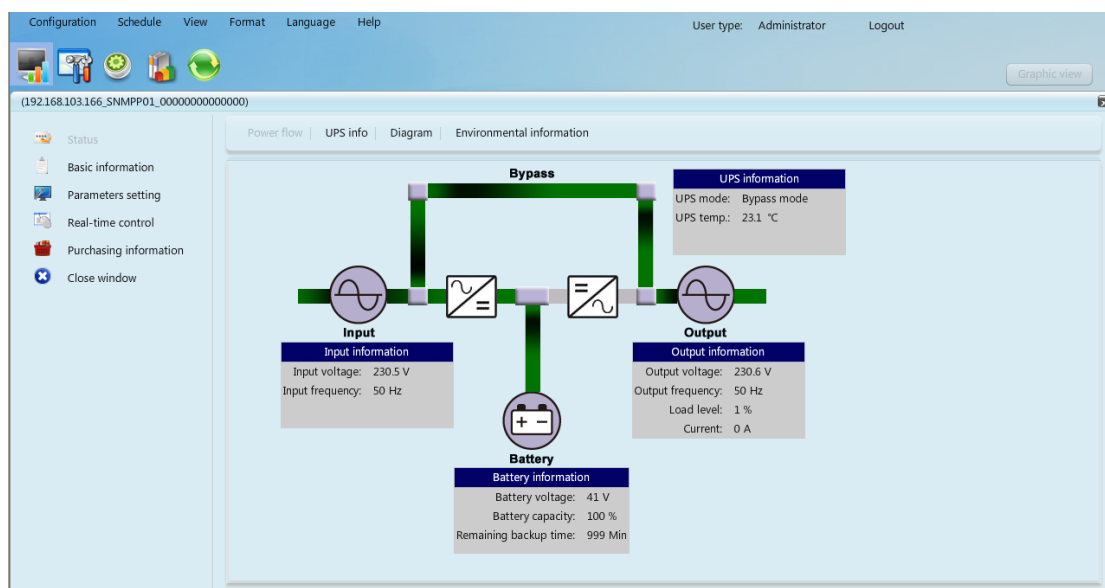 Configuration Schedule View Format Language Help User type: Administrator Logout
Graphic view
(192.168.103.166_SNMPP01_00000000000000)
Status
Basic information
Parameters setting
Real-time control
Purchasing information
Close window
Power flow UPS info Diagram Environmental information
Bypass
UPS information
UPS mode: Bypass mode
UPS temp.: 23.1 °C
Input
Input information
Input voltage: 230.5 V
Input frequency: 50 Hz
Output
Output information
Output voltage: 230.6 V
Output frequency: 50 Hz
Load level: 1 %
Current: 0 A
Battery
Battery information
Battery voltage: 41 V
Battery capacity: 100 %
Remaining backup time: 999 Min